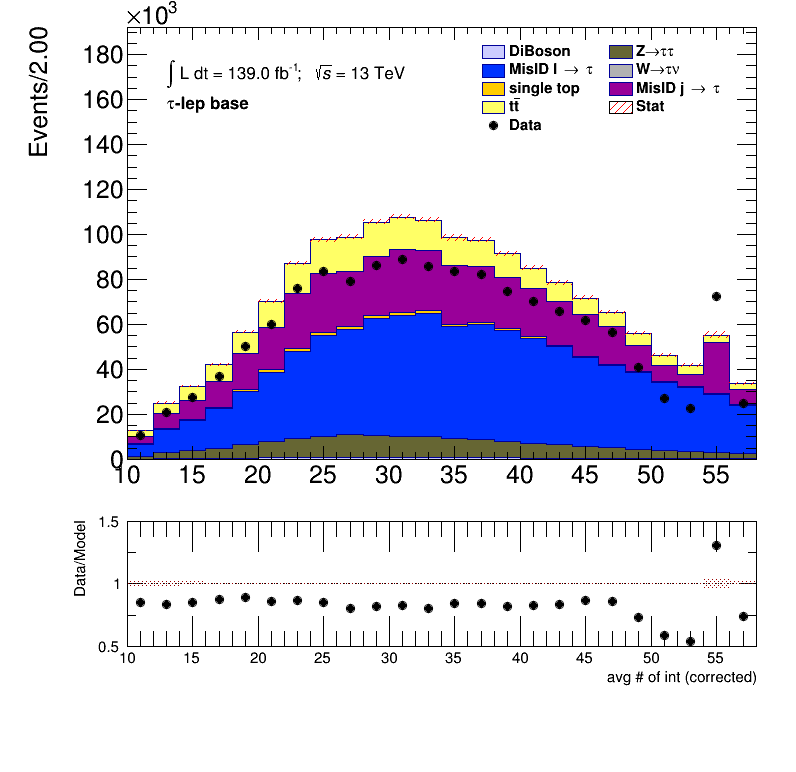 ×10³
Events/2.00
180
160
140
120
100
80
60
40
20
0
∫ L dt = 139.0 fb⁻¹; √s = 13 TeV
τ-lep base
DiBoson
Z→ττ
MisID l → τ
W→τν
single top
MisID j → τ
tt̄
Stat
Data
10 15 20 25 30 35 40 45 50 55
Data/Model
1.5
1
0.5
10 15 20 25 30 35 40 45 50 55
avg # of int (corrected)